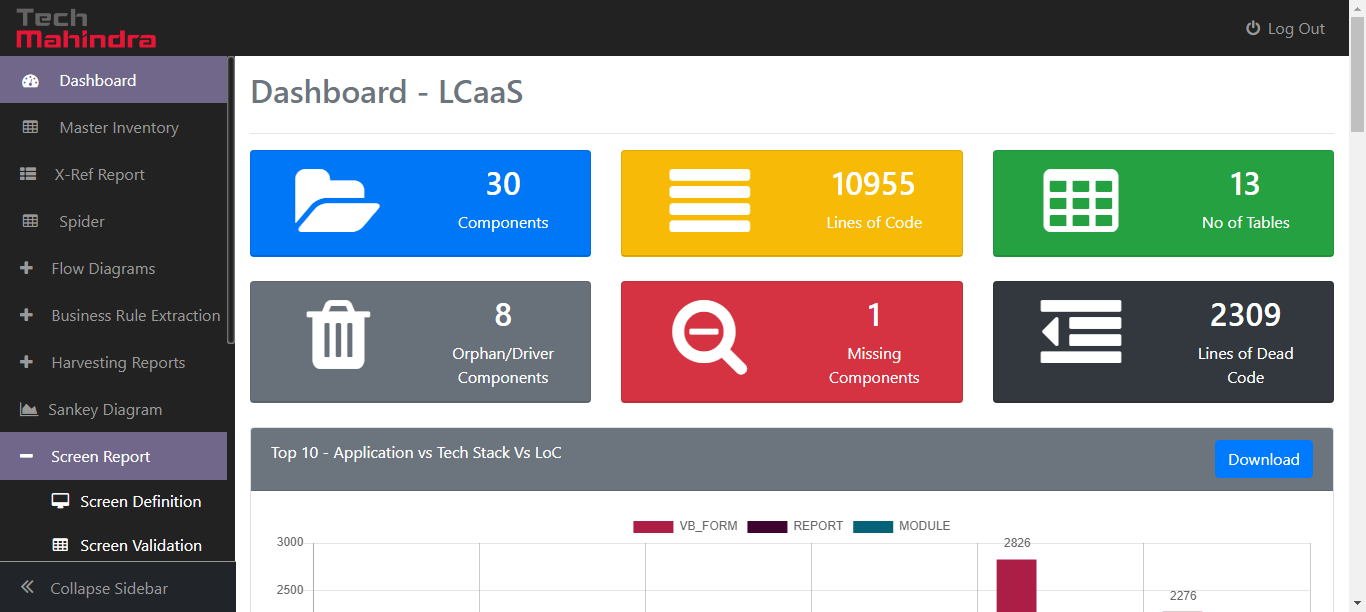 Tech
Mahindra
Log Out
Dashboard
Master Inventory
X-Ref Report
Spider
Flow Diagrams
Business Rule Extraction
Harvesting Reports
Sankey Diagram
Screen Report
Screen Definition
Screen Validation
Collapse Sidebar
Dashboard - LCaaS
30
Components
10955
Lines of Code
13
No of Tables
8
Orphan/Driver
Components
1
Missing
Components
2309
Lines of Dead
Code
Top 10 - Application vs Tech Stack Vs LoC
Download
VB_FORM REPORT MODULE
3000
2826
2500
2276